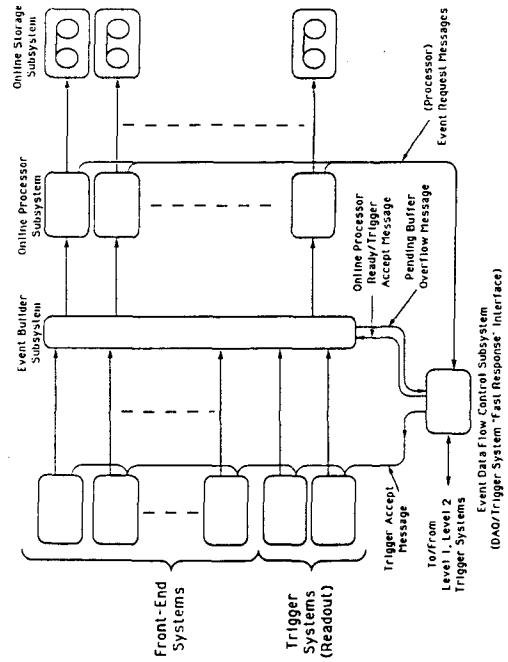 Front-End
Systems
Trigger
Systems
(Readout)
Event Builder
Subsystem
Online Processor
Subsystem
Online Storage
Subsystem
Trigger Accept
Message
To/From
Level 1, Level 2
Trigger Systems
Online Processor
Ready/Trigger
Accept Message
Pending Buffer
Overflow Message
(Processor)
Event Request Messages
Event Data Flow Control Subsystem
(DAQ/Trigger System "Fast Response" Interface)